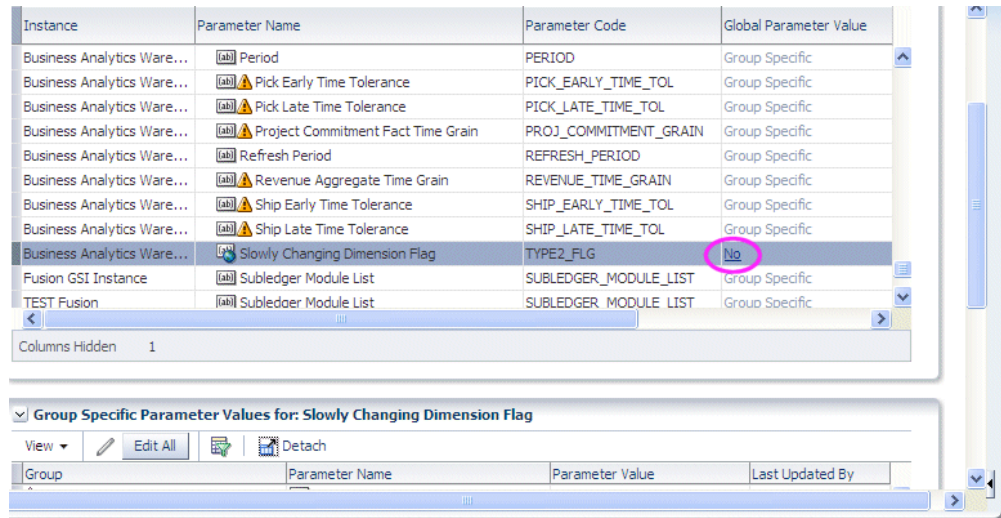 Instance Parameter Name Parameter Code Global Parameter Value
Business Analytics Ware... Period PERIOD Group Specific
Business Analytics Ware... Pick Early Time Tolerance PICK_EARLY_TIME_TOL Group Specific
Business Analytics Ware... Pick Late Time Tolerance PICK_LATE_TIME_TOL Group Specific
Business Analytics Ware... Project Commitment Fact Time Grain PROJ_COMMITMENT_GRAIN Group Specific
Business Analytics Ware... Refresh Period REFRESH_PERIOD Group Specific
Business Analytics Ware... Revenue Aggregate Time Grain REVENUE_TIME_GRAIN Group Specific
Business Analytics Ware... Ship Early Time Tolerance SHIP_EARLY_TIME_TOL Group Specific
Business Analytics Ware... Ship Late Time Tolerance SHIP_LATE_TIME_TOL Group Specific
Business Analytics Ware... Slowly Changing Dimension Flag TYPE2_FLG No
Fusion GSI Instance Subledger Module List SUBLEDGER_MODULE_LIST Group Specific
TEST Fusion Subledger Module List SUBLEDGER_MODULE_LIST Group Specific
Columns Hidden 1
Group Specific Parameter Values for: Slowly Changing Dimension Flag
View Edit All Detach
Group Parameter Name Parameter Value Last Updated By